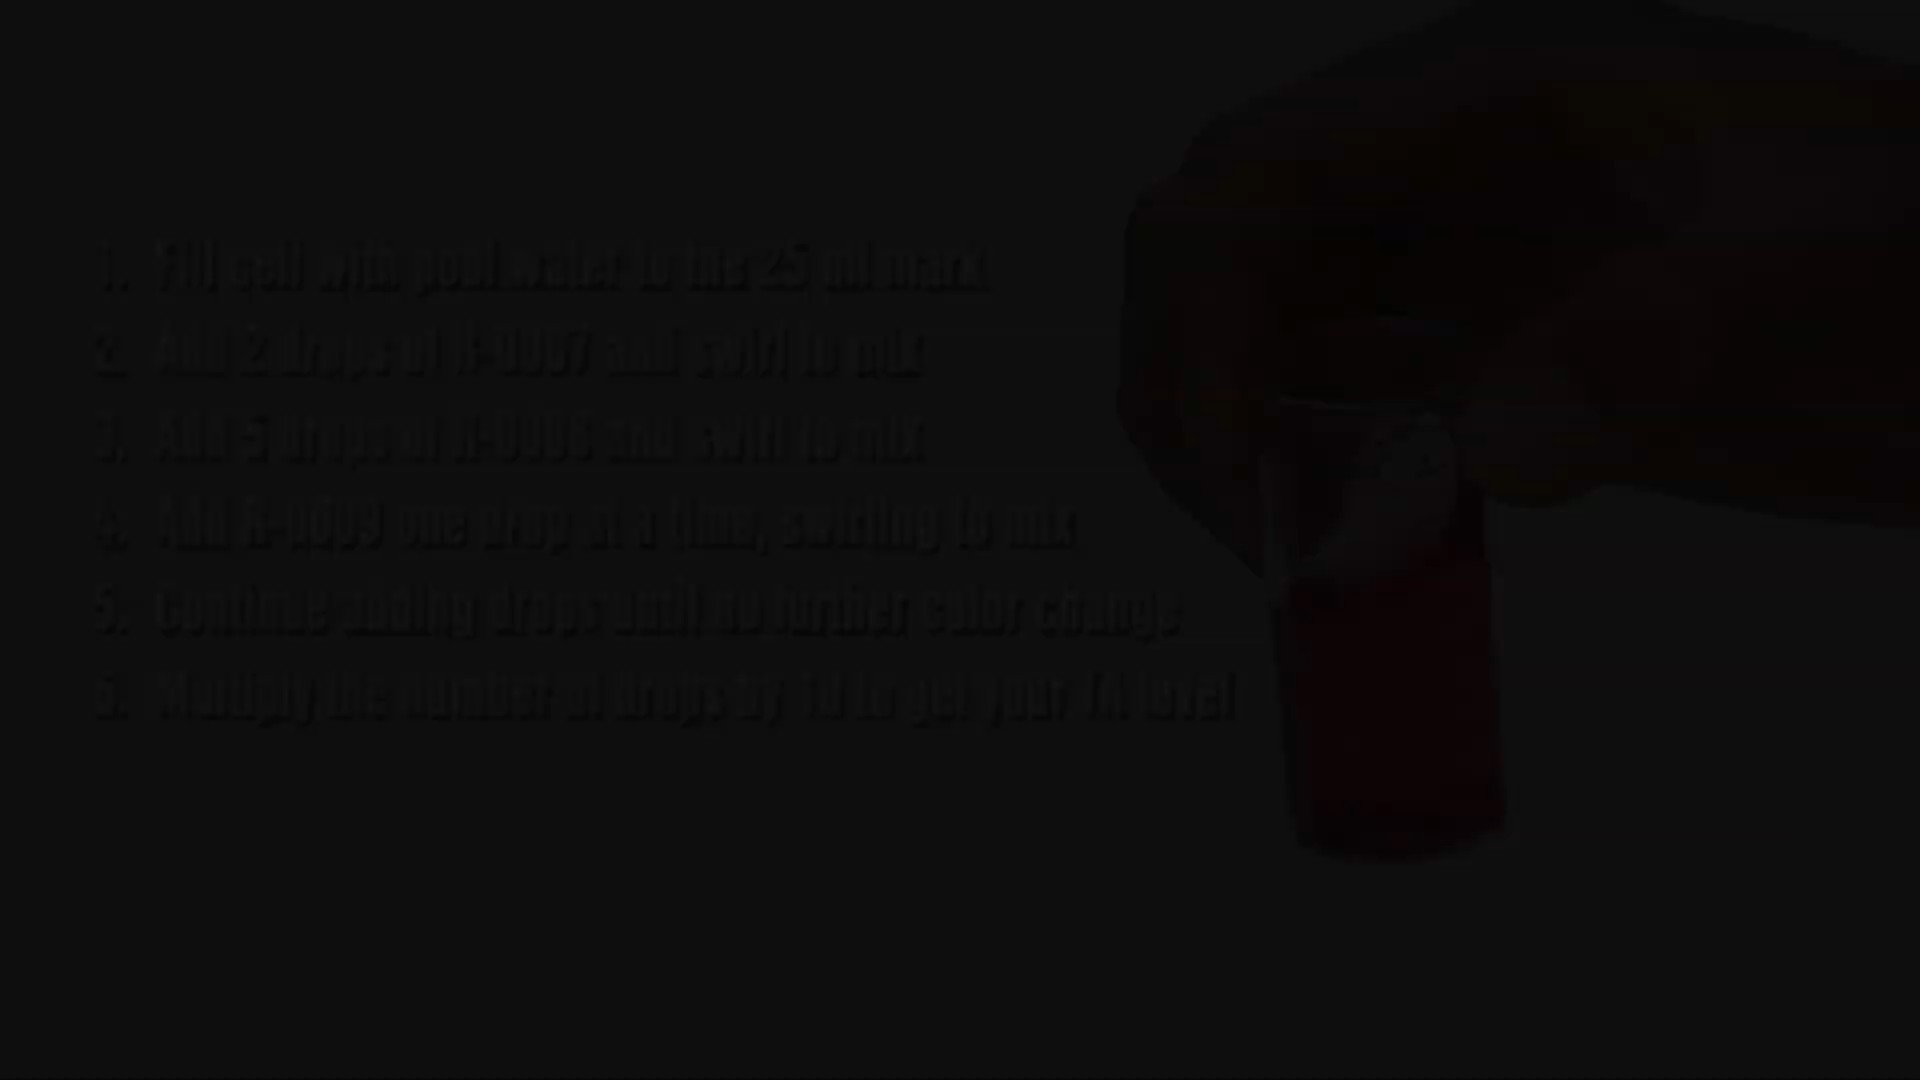 1. Fill cell with pool water to the 25 ml mark
2. Add 2 drops of R-0007 and swirl to mix
3. Add 5 drops of R-0008 and swirl to mix
4. Add R-0009 one drop at a time, swirling to mix
5. Continue adding drops until no further color change
6. Multiply the number of drops by 10 to get your TA level